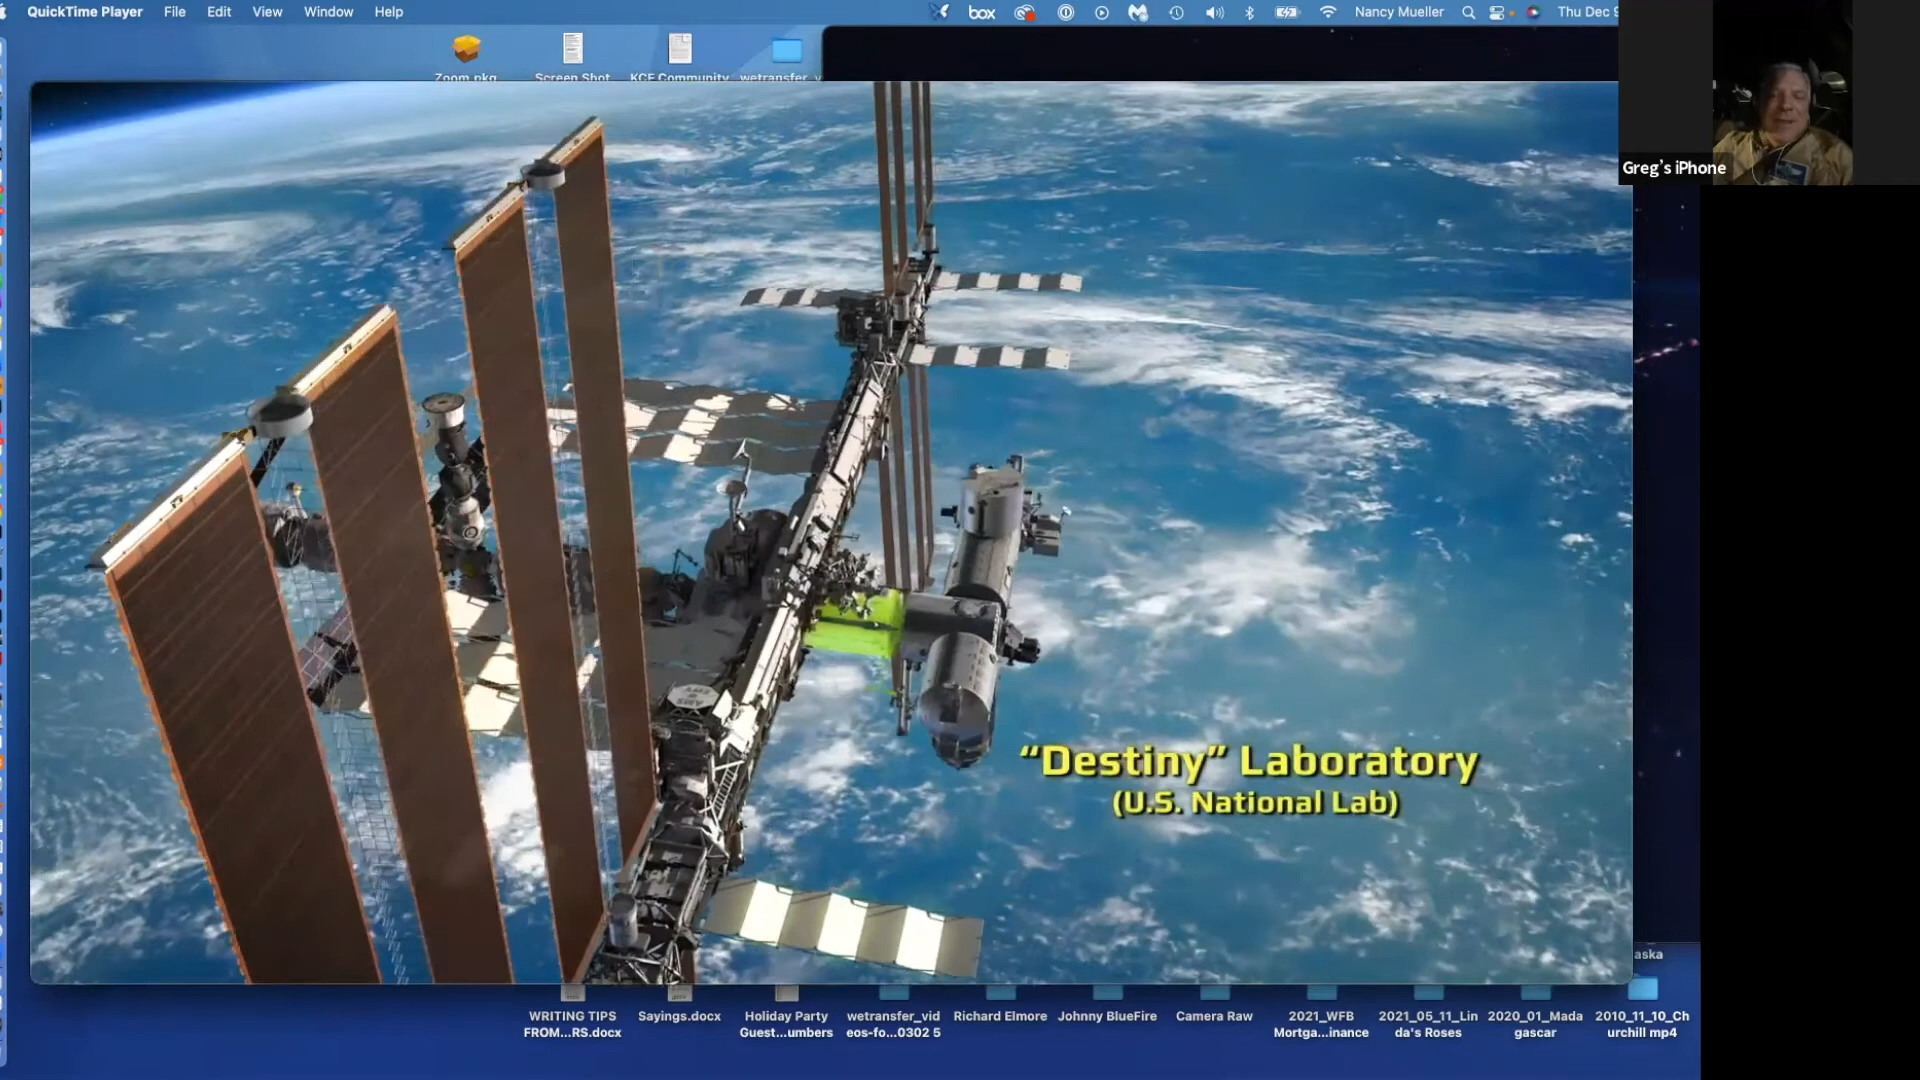 QuickTime Player File Edit View Window Help
box
Nancy Mueller
Thu Dec 9
Zoom.pkg
Screen Shot
KCE Community
wetransfer_v
Greg's iPhone
"Destiny" Laboratory
(U.S. National Lab)
aska
WRITING TIPS
FROM...RS.docx
Sayings.docx
Holiday Party
Guest...umbers
wetransfer_vid
eos-fo...0302 5
Richard Elmore
Johnny BlueFire
Camera Raw
2021_WFB
Mortga...inance
2021_05_11_Lin
da's Roses
2020_01_Mada
gascar
2010_11_10_Ch
urchill mp4